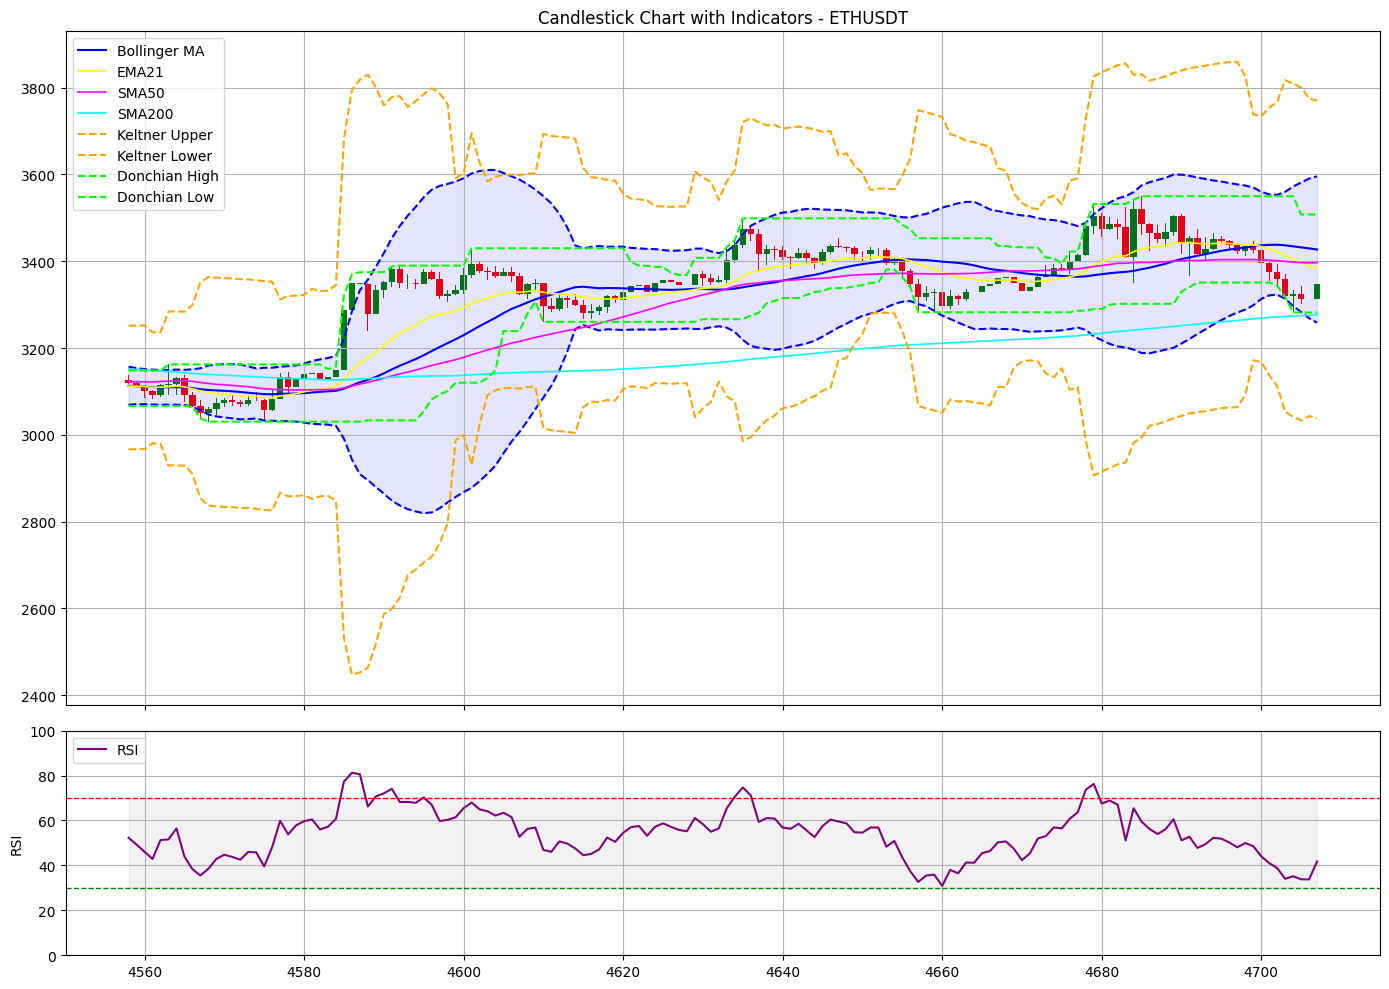 Candlestick Chart with Indicators - ETHUSDT
Bollinger MA
EMA21
SMA50
SMA200
Keltner Upper
Keltner Lower
Donchian High
Donchian Low
3800
3600
3400
3200
3000
2800
2600
2400
RSI
100
80
60
40
20
0
RSI
4560
4580
4600
4620
4640
4660
4680
4700